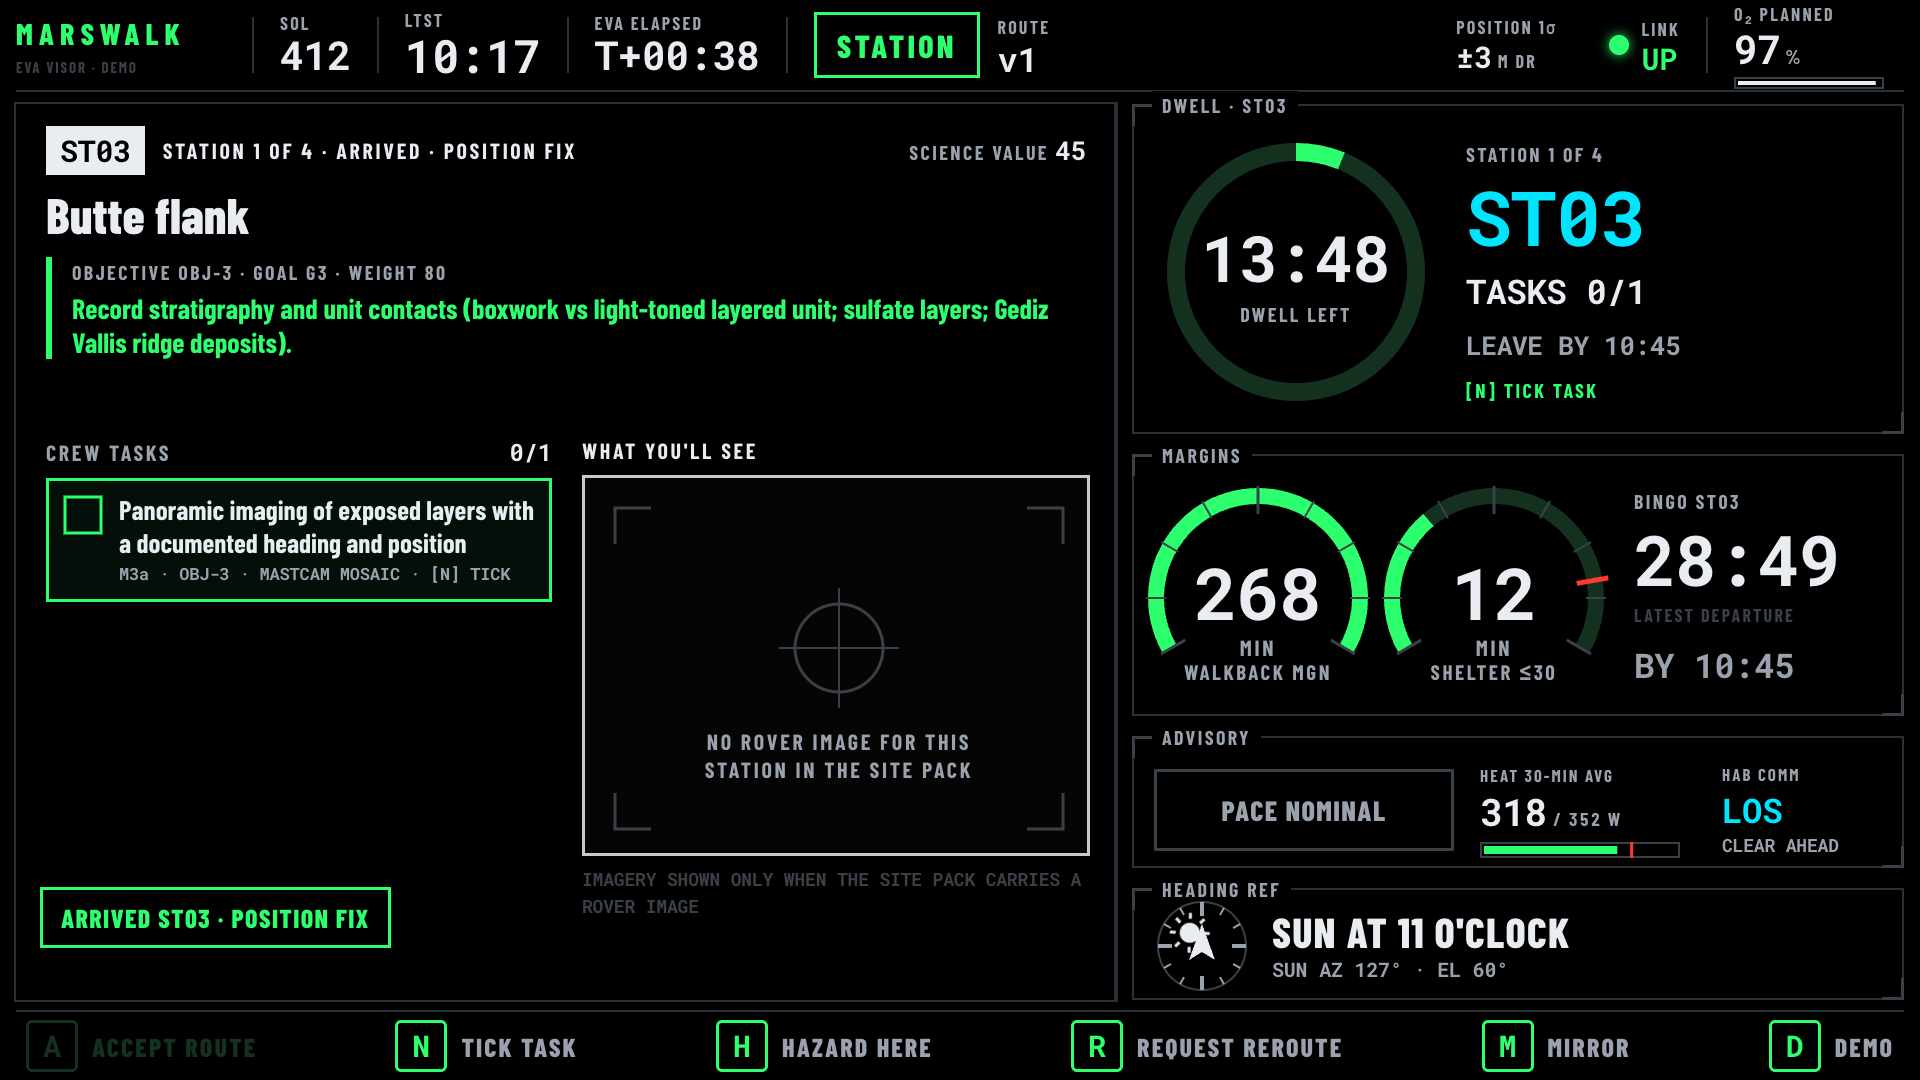 MARSWALK
EVA VISOR · DEMO
SOL
412
LTST
10:17
EVA ELAPSED
T+00:38
STATION
ROUTE
v1
POSITION 1σ
±3 M DR
LINK
UP
O₂ PLANNED
97 %
ST03
STATION 1 OF 4 · ARRIVED · POSITION FIX
SCIENCE VALUE 45
Butte flank
OBJECTIVE OBJ-3 · GOAL G3 · WEIGHT 80
Record stratigraphy and unit contacts (boxwork vs light-toned layered unit; sulfate layers; Gediz
Vallis ridge deposits).
CREW TASKS
0/1
Panoramic imaging of exposed layers with
a documented heading and position
M3a · OBJ-3 · MASTCAM MOSAIC · [N] TICK
WHAT YOU'LL SEE
NO ROVER IMAGE FOR THIS
STATION IN THE SITE PACK
IMAGERY SHOWN ONLY WHEN THE SITE PACK CARRIES A
ROVER IMAGE
ARRIVED ST03 · POSITION FIX
DWELL · ST03
13:48
DWELL LEFT
STATION 1 OF 4
ST03
TASKS 0/1
LEAVE BY 10:45
[N] TICK TASK
MARGINS
268
MIN
WALKBACK MGN
12
MIN
SHELTER ≤30
BINGO ST03
28:49
LATEST DEPARTURE
BY 10:45
ADVISORY
PACE NOMINAL
HEAT 30-MIN AVG
318 / 352 W
HAB COMM
LOS
CLEAR AHEAD
HEADING REF
SUN AT 11 O'CLOCK
SUN AZ 127° · EL 60°
A ACCEPT ROUTE
N TICK TASK
H HAZARD HERE
R REQUEST REROUTE
M MIRROR
D DEMO